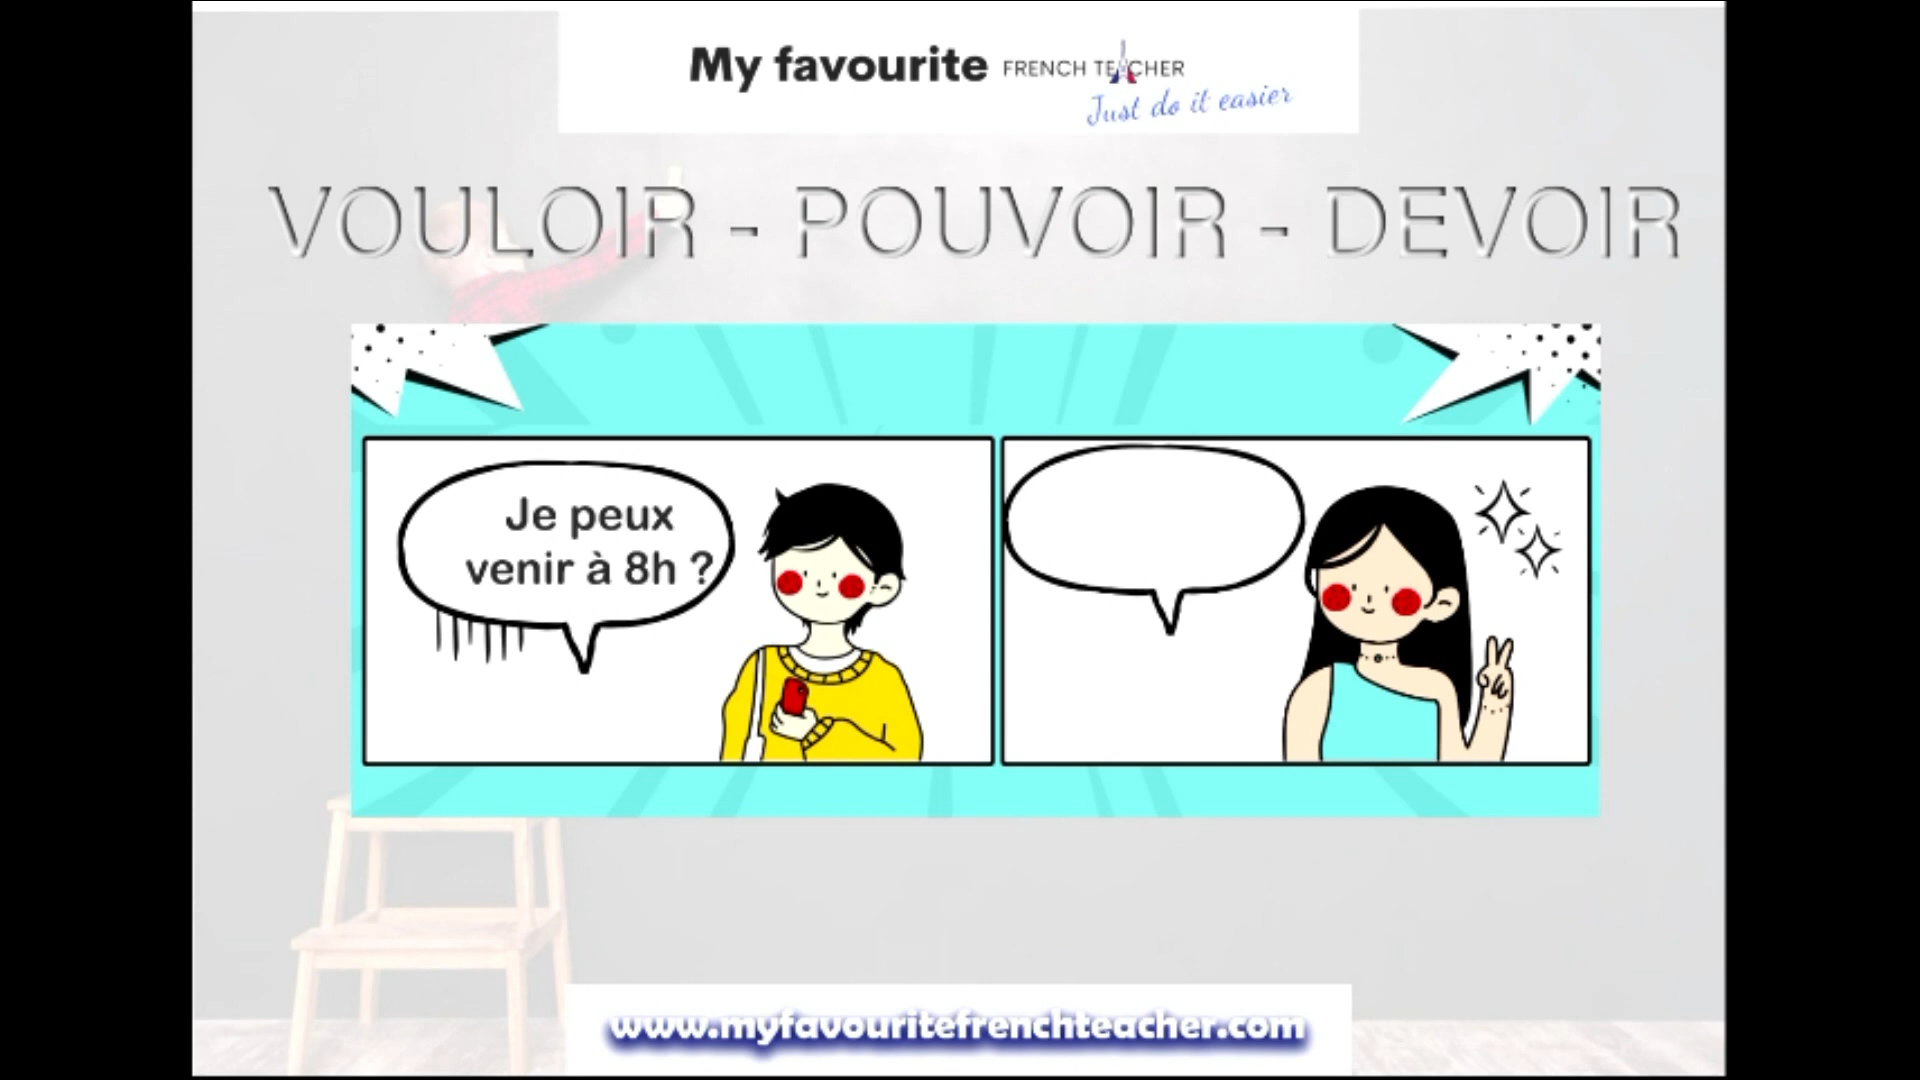 My favourite FRENCH TEACHER
Just do it easier
VOULOIR - POUVOIR - DEVOIR
Je peux
venir à 8h ?
www.myfavouritefrenchteacher.com